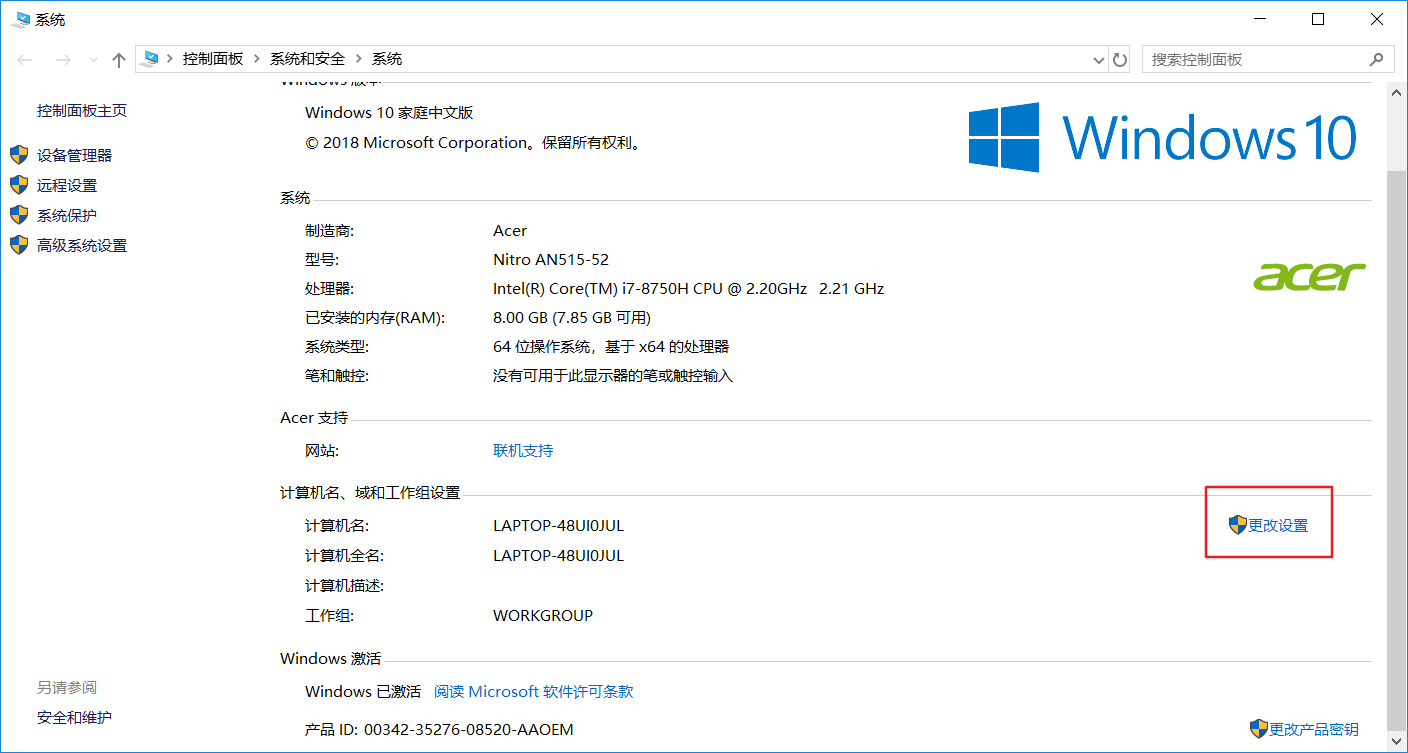 系统
控制面板 系统和安全 系统
搜索控制面板
控制面板主页
设备管理器
远程设置
系统保护
高级系统设置
另请参阅
安全和维护
Windows 版本
Windows 10 家庭中文版
© 2018 Microsoft Corporation。保留所有权利。
Windows 10
系统
制造商: Acer
型号: Nitro AN515-52
处理器: Intel(R) Core(TM) i7-8750H CPU @ 2.20GHz 2.21 GHz
已安装的内存(RAM): 8.00 GB (7.85 GB 可用)
系统类型: 64 位操作系统，基于 x64 的处理器
笔和触控: 没有可用于此显示器的笔或触控输入
acer
Acer 支持
网站: 联机支持
计算机名、域和工作组设置
计算机名: LAPTOP-48UI0JUL
更改设置
计算机全名: LAPTOP-48UI0JUL
计算机描述:
工作组: WORKGROUP
Windows 激活
Windows 已激活 阅读 Microsoft 软件许可条款
产品 ID: 00342-35276-08520-AAOEM
更改产品密钥